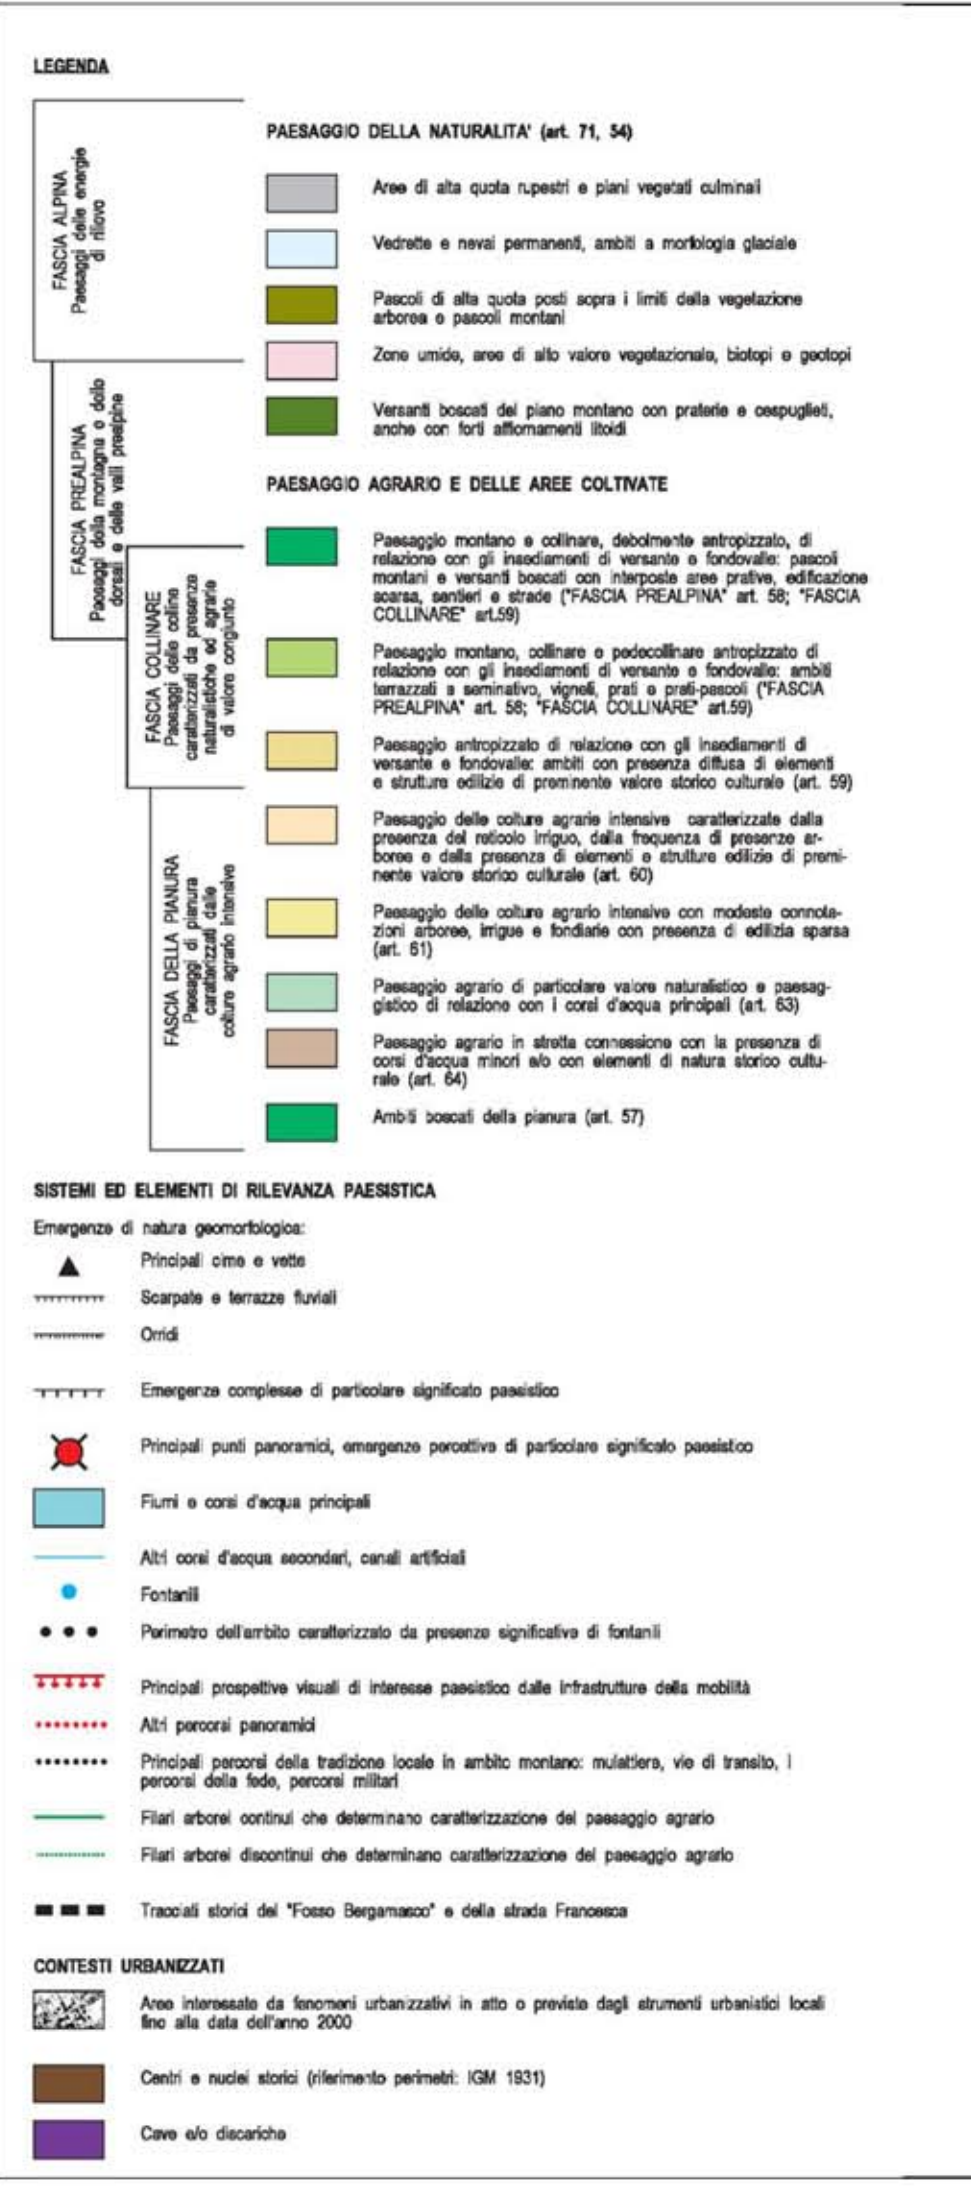 LEGENDA
FASCIA ALPINA
Paesaggi delle energie
di rilievo
PAESAGGIO DELLA NATURALITA' (art. 71, 54)
Aree di alta quota rupestri e piani vegetati culminali
Vedrette e nevai permanenti, ambiti a morfologia glaciale
Pascoli di alta quota posti sopra i limiti della vegetazione
arborea e pascoli montani
Zone umide, aree di alto valore vegetazionale, biotopi e geotopi
Versanti boscati del piano montano con praterie e cespuglieti,
anche con forti affioramenti litoidi
FASCIA PREALPINA
Paesaggi della montagna e delle
dorsali e delle valli prealpine
PAESAGGIO AGRARIO E DELLE AREE COLTIVATE
Paesaggio montano e collinare, debolmente antropizzato, di
relazione con gli insediamenti di versante e fondovalle: pascoli
montani e versanti boscati con interposte aree prative, edificazione
scarsa, sentieri e strade ("FASCIA PREALPINA" art. 58; "FASCIA
COLLINARE" art.59)
FASCIA COLLINARE
Paesaggi delle colline
caratterizzati da presenze
naturalistiche ed agrarie
di valore congiunto
Paesaggio montano, collinare e pedecollinare antropizzato di
relazione con gli insediamenti di versante e fondovalle: ambiti
terrazzati a seminativo, vigneti, prati e prati-pascoli ("FASCIA
PREALPINA" art. 58; "FASCIA COLLINARE" art.59)
Paesaggio antropizzato di relazione con gli insediamenti di
versante e fondovalle: ambiti con presenza diffusa di elementi
e strutture edilizie di prominente valore storico culturale (art. 59)
FASCIA DELLA PIANURA
Paesaggi di pianura
caratterizzati dalle
colture agrarie intensive
Paesaggio delle colture agrarie intensive caratterizzate dalla
presenza del reticolo irriguo, dalla frequenza di presenze ar-
boree e dalla presenza di elementi e strutture edilizie di promi-
nente valore storico culturale (art. 60)
Paesaggio delle colture agrarie intensive con modeste connota-
zioni arboree, irrigue e fondiarie con presenza di edilizia sparsa
(art. 61)
Paesaggio agrario di particolare valore naturalistico e paesag-
gistico di relazione con i corsi d'acqua principali (art. 63)
Paesaggio agrario in stretta connessione con la presenza di
corsi d'acqua minori e/o con elementi di natura storico cultu-
rale (art. 64)
Ambiti boscati della pianura (art. 57)
SISTEMI ED ELEMENTI DI RILEVANZA PAESISTICA
Emergenze di natura geomorfologica:
Principali cime e vette
Scarpate e terrazze fluviali
Orridi
Emergenze complesse di particolare significato paesistico
Principali punti panoramici, emergenze percettive di particolare significato paesistico
Fiumi e corsi d'acqua principali
Altri corsi d'acqua secondari, canali artificiali
Fontanili
Perimetro dell'ambito caratterizzato da presenze significative di fontanili
Principali prospettive visuali di interesse paesistico dalle infrastrutture della mobilità
Altri percorsi panoramici
Principali percorsi della tradizione locale in ambito montano: mulattiere, vie di transito, i
percorsi della fede, percorsi militari
Filari arborei continui che determinano caratterizzazione del paesaggio agrario
Filari arborei discontinui che determinano caratterizzazione del paesaggio agrario
Tracciati storici del "Fosso Bergamasco" e della strada Francesca
CONTESTI URBANIZZATI
Aree interessate da fenomeni urbanizzativi in atto o previste dagli strumenti urbanistici locali
fino alla data dell'anno 2000
Centri e nuclei storici (riferimento perimetri: IGM 1931)
Cave e/o discariche